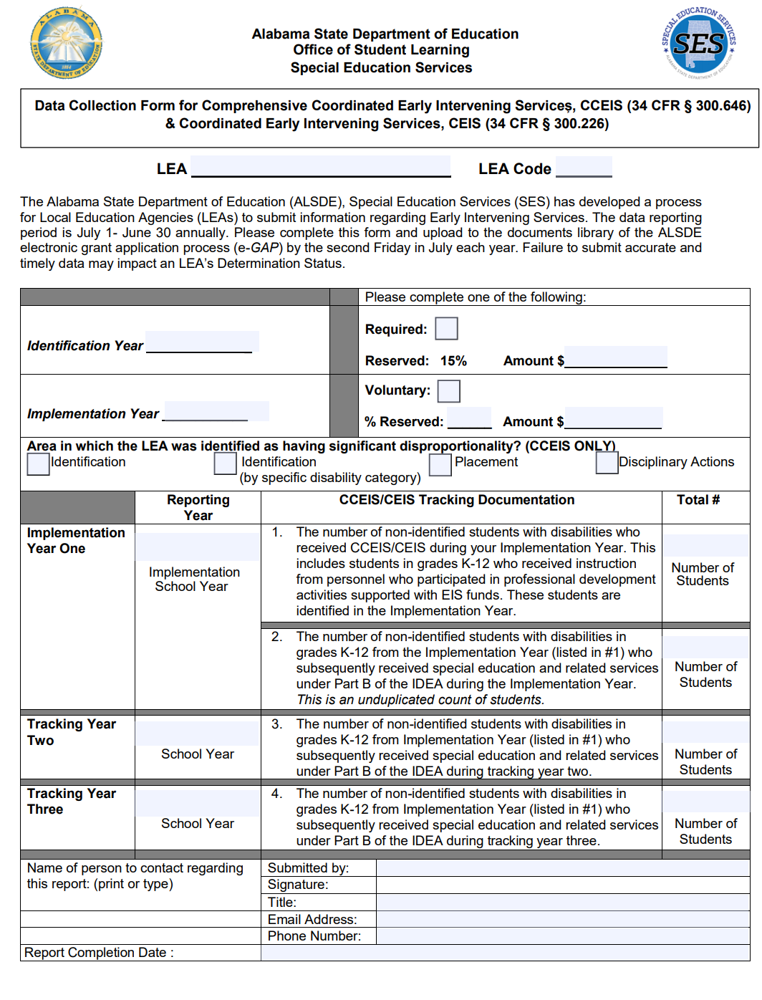 ALABAMA
STATE DEPARTMENT OF EDUCATION
SPECIAL EDUCATION SERVICES
SES
ALABAMA STATE DEPARTMENT OF EDUCATION
Alabama State Department of Education
Office of Student Learning
Special Education Services
Data Collection Form for Comprehensive Coordinated Early Intervening Services, CCEIS (34 CFR § 300.646)
& Coordinated Early Intervening Services, CEIS (34 CFR § 300.226)
LEA LEA Code
The Alabama State Department of Education (ALSDE), Special Education Services (SES) has developed a process
for Local Education Agencies (LEAs) to submit information regarding Early Intervening Services. The data reporting
period is July 1- June 30 annually. Please complete this form and upload to the documents library of the ALSDE
electronic grant application process (e-GAP) by the second Friday in July each year. Failure to submit accurate and
timely data may impact an LEA's Determination Status.
Please complete one of the following:
Identification Year
Required:
Reserved: 15% Amount $
Implementation Year
Voluntary:
% Reserved: Amount $
Area in which the LEA was identified as having significant disproportionality? (CCEIS ONLY)
Identification Identification Placement Disciplinary Actions
(by specific disability category)
Reporting
Year
CCEIS/CEIS Tracking Documentation
Total #
Implementation
Year One
Implementation
School Year
1. The number of non-identified students with disabilities who
received CCEIS/CEIS during your Implementation Year. This
includes students in grades K-12 who received instruction
from personnel who participated in professional development
activities supported with EIS funds. These students are
identified in the Implementation Year.
Number of
Students
2. The number of non-identified students with disabilities in
grades K-12 from the Implementation Year (listed in #1) who
subsequently received special education and related services
under Part B of the IDEA during the Implementation Year.
This is an unduplicated count of students.
Number of
Students
Tracking Year
Two
School Year
3. The number of non-identified students with disabilities in
grades K-12 from Implementation Year (listed in #1) who
subsequently received special education and related services
under Part B of the IDEA during tracking year two.
Number of
Students
Tracking Year
Three
School Year
4. The number of non-identified students with disabilities in
grades K-12 from Implementation Year (listed in #1) who
subsequently received special education and related services
under Part B of the IDEA during tracking year three.
Number of
Students
Name of person to contact regarding
this report: (print or type)
Submitted by:
Signature:
Title:
Email Address:
Phone Number:
Report Completion Date :